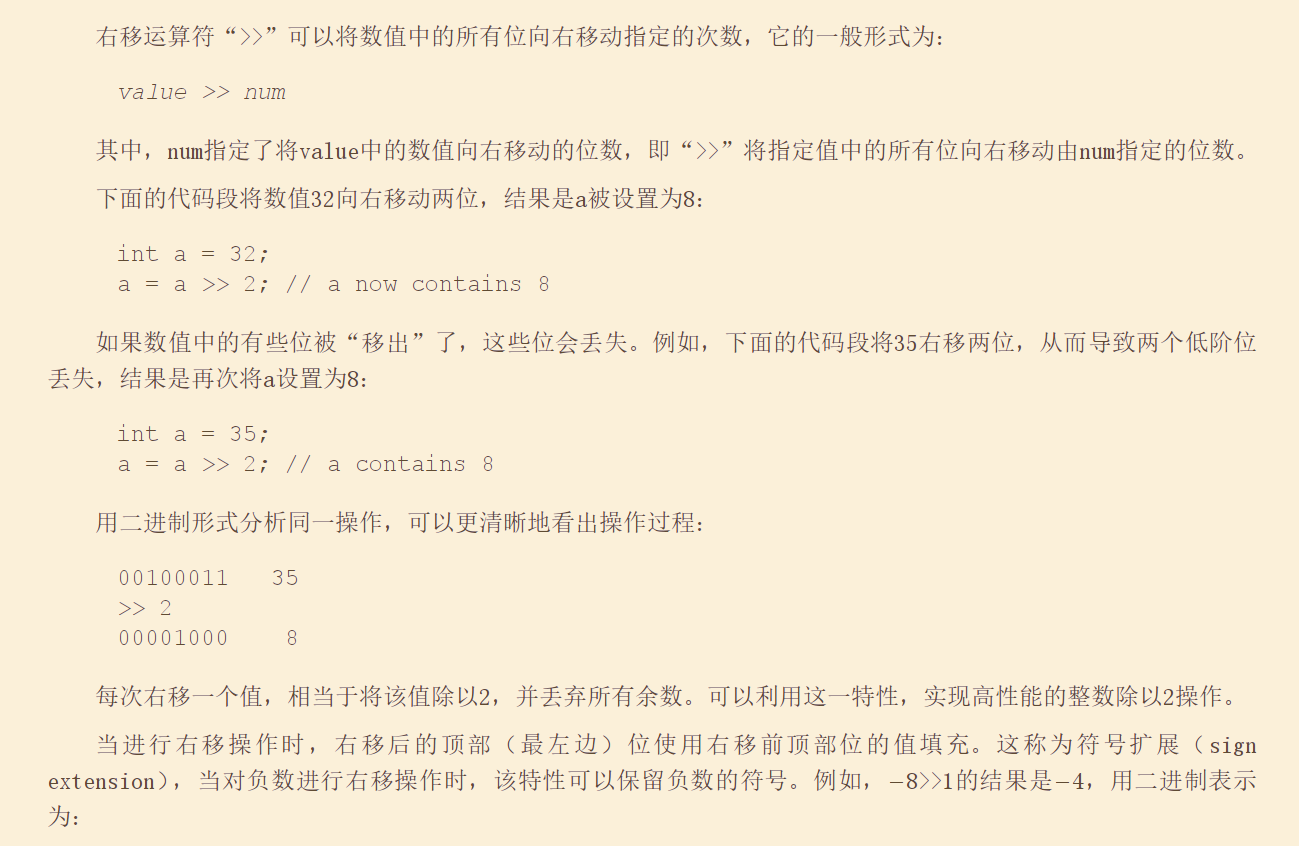 右移运算符“>>”可以将数值中的所有位向右移动指定的次数，它的一般形式为：
value >> num
其中，num指定了将value中的数值向右移动的位数，即“>>”将指定值中的所有位向右移动由num指定的位数。
下面的代码段将数值32向右移动两位，结果是a被设置为8：
int a = 32;
a = a >> 2; // a now contains 8
如果数值中的有些位被“移出”了，这些位会丢失。例如，下面的代码段将35右移两位，从而导致两个低阶位
丢失，结果是再次将a设置为8：
int a = 35;
a = a >> 2; // a contains 8
用二进制形式分析同一操作，可以更清晰地看出操作过程：
00100011   35
>> 2
00001000    8
每次右移一个值，相当于将该值除以2，并丢弃所有余数。可以利用这一特性，实现高性能的整数除以2操作。
当进行右移操作时，右移后的顶部（最左边）位使用右移前顶部位的值填充。这称为符号扩展（sign
extension），当对负数进行右移操作时，该特性可以保留负数的符号。例如，–8>>1的结果是–4，用二进制表示
为：